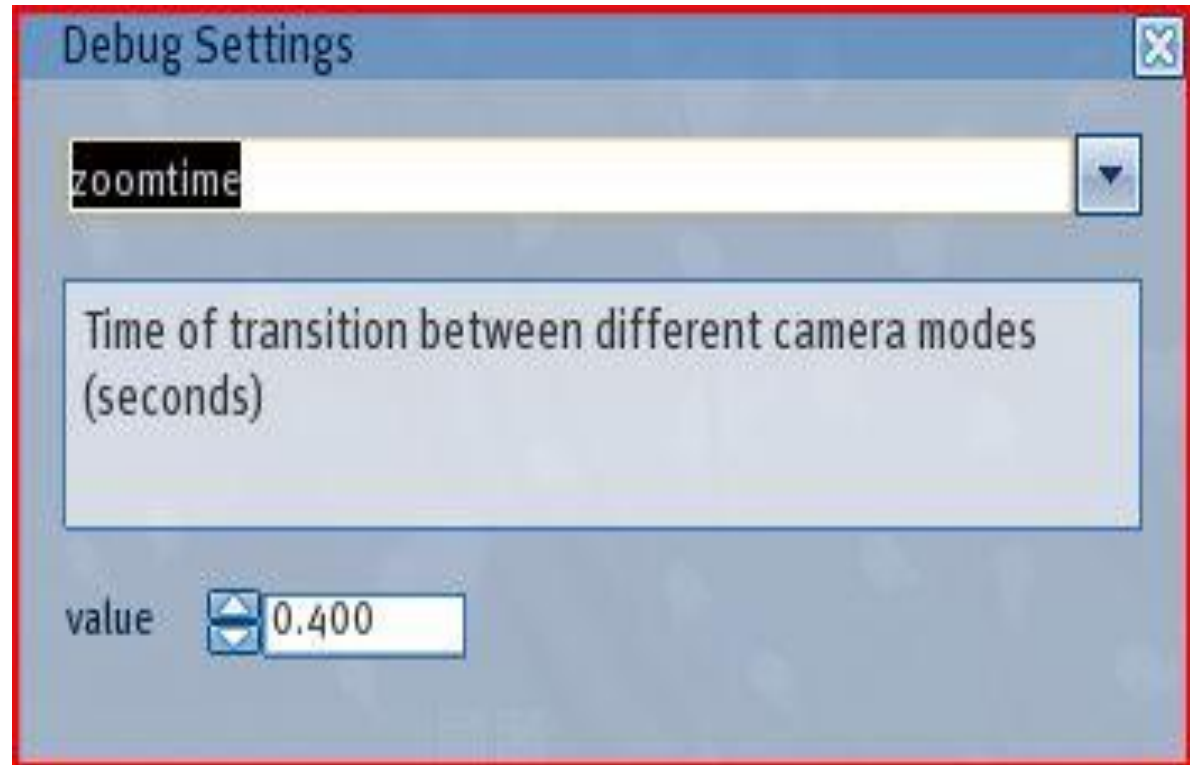 Debug Settings
zoomtime
Time of transition between different camera modes
(seconds)
value 0.400